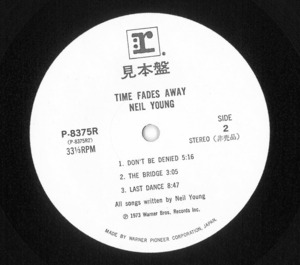 r
見本盤
TIME FADES AWAY
NEIL YOUNG
P-8375R
(P-8375R2)
33⅓RPM
SIDE
2
STEREO (非売品)
1. DON'T BE DENIED 5:16
2. THE BRIDGE 3:05
3. LAST DANCE 8:47
All songs written by Neil Young
℗ 1973 Warner Bros. Records Inc.
MADE BY WARNER PIONEER CORPORATION, JAPAN